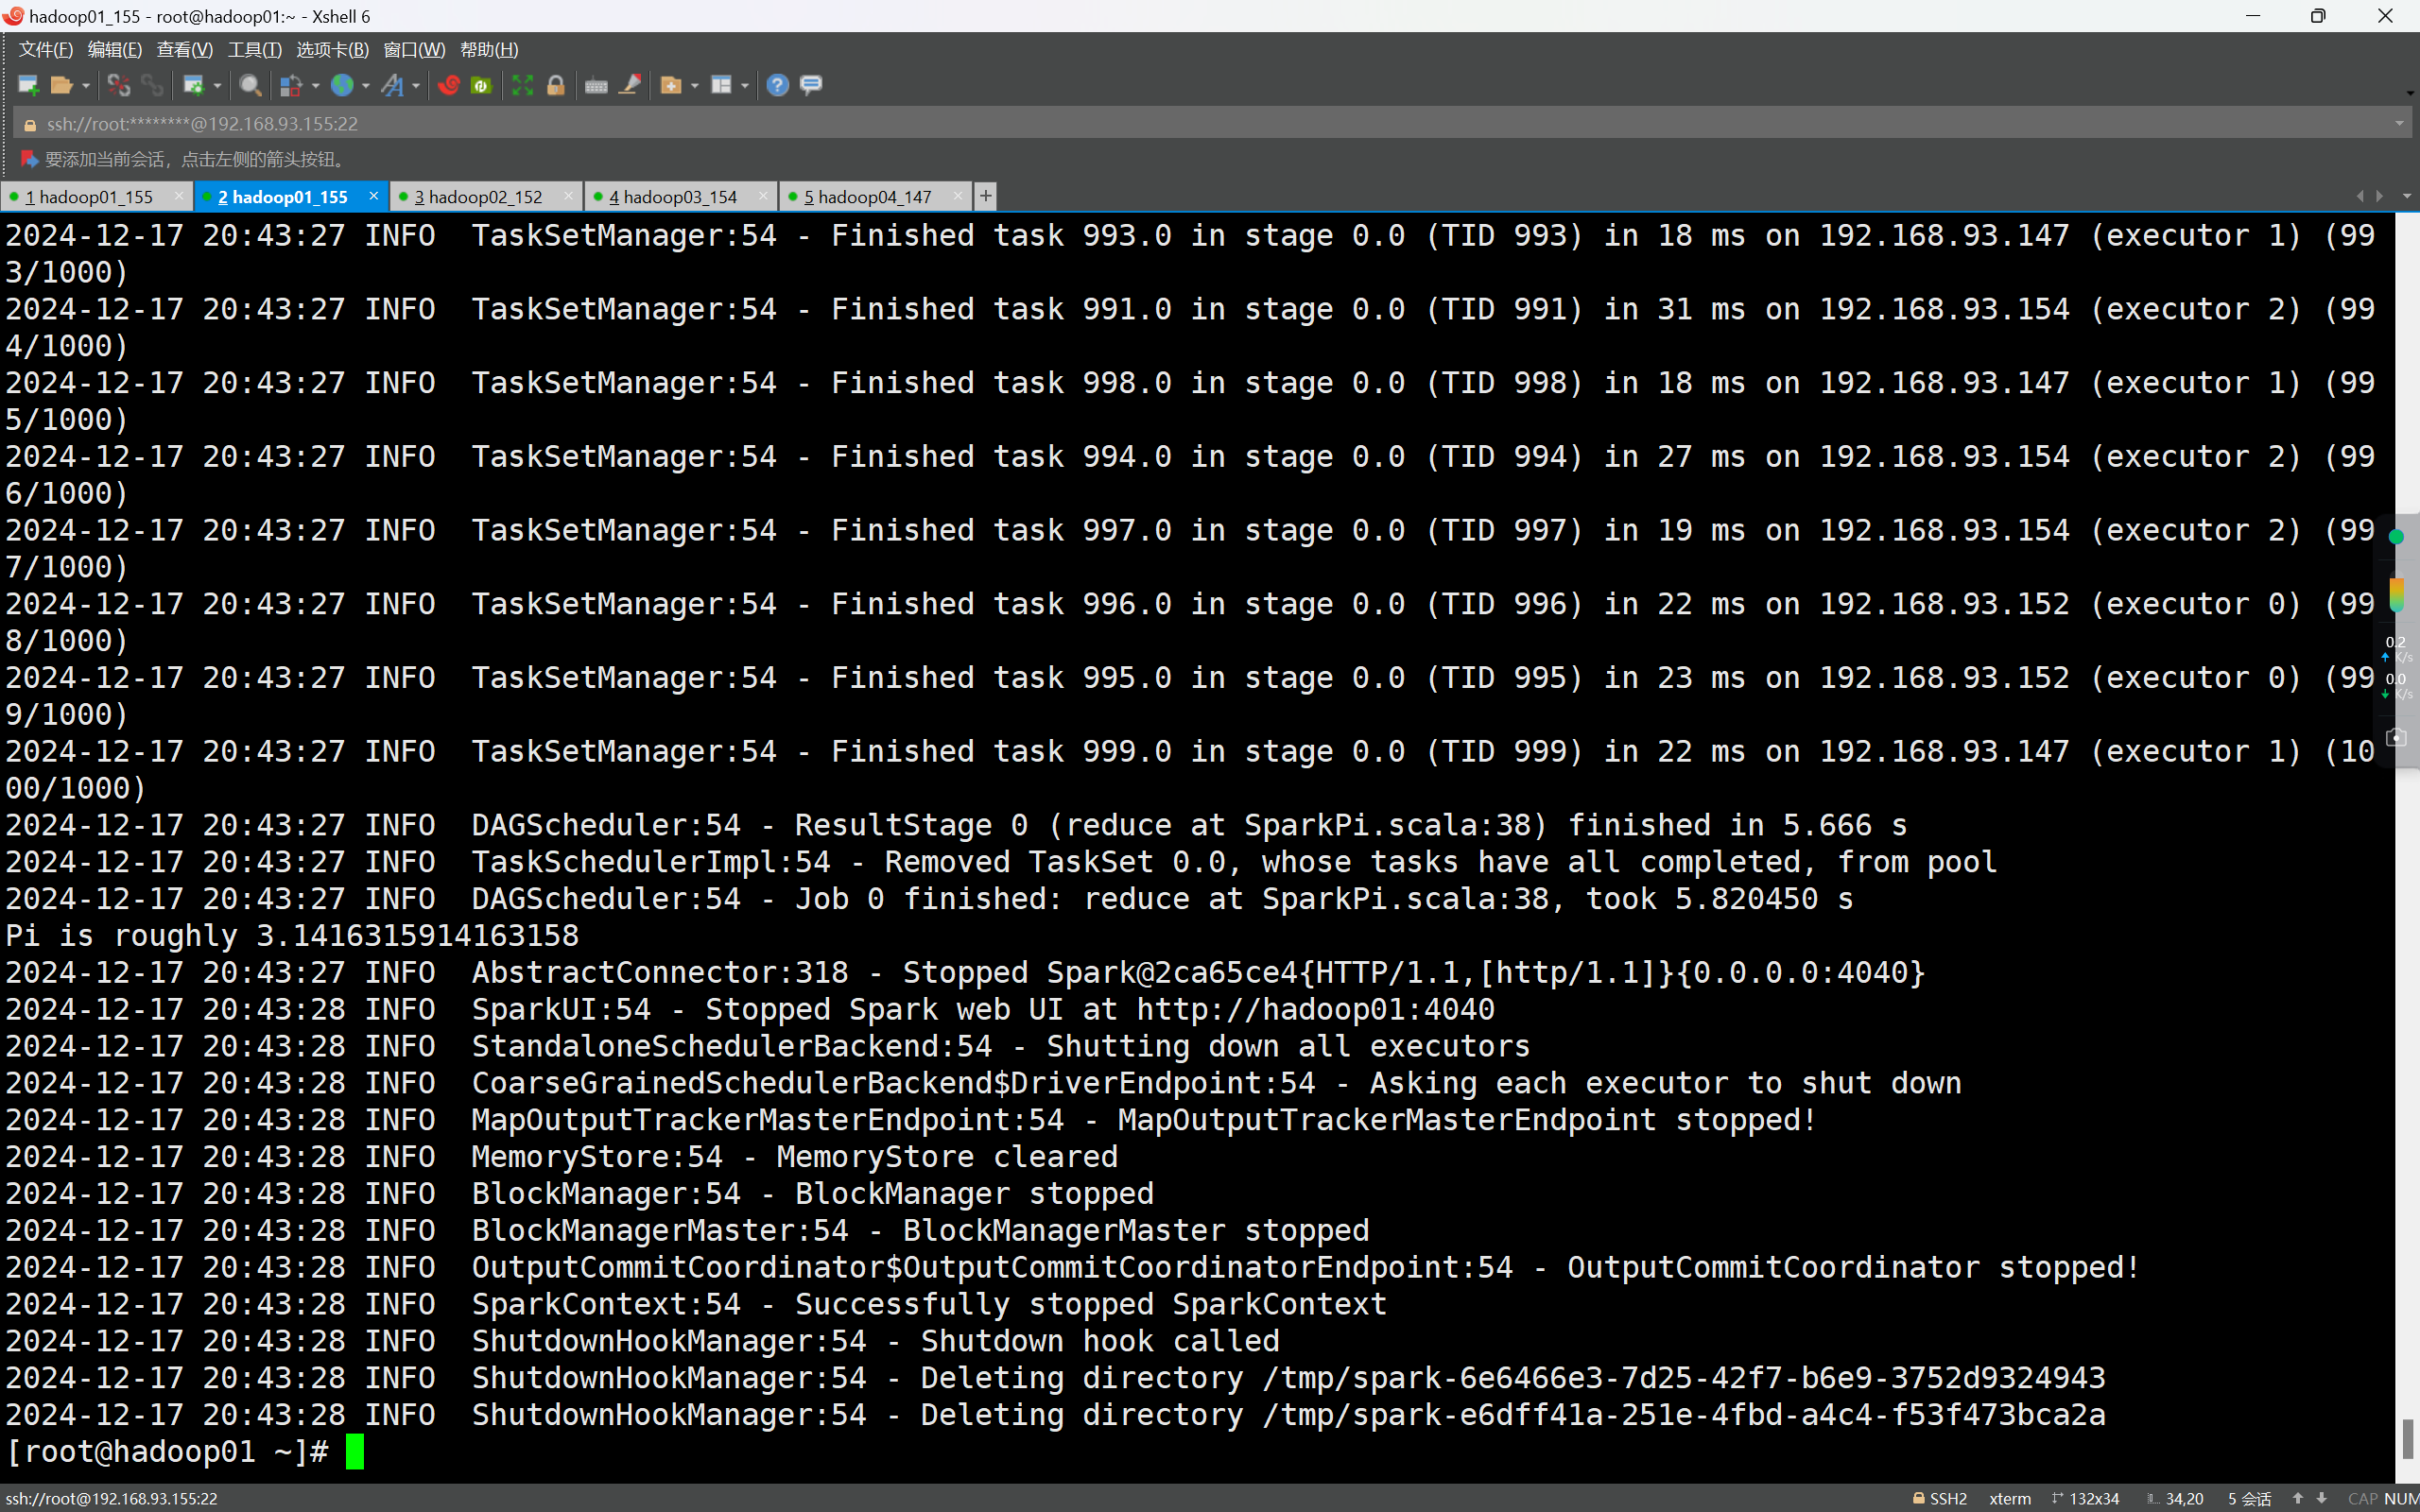 hadoop01_155 - root@hadoop01:~ - Xshell 6
文件(F) 编辑(E) 查看(V) 工具(T) 选项卡(B) 窗口(W) 帮助(H)
ssh://root:********@192.168.93.155:22
要添加当前会话，点击左侧的箭头按钮。
1 hadoop01_155 2 hadoop01_155 3 hadoop02_152 4 hadoop03_154 5 hadoop04_147
2024-12-17 20:43:27 INFO  TaskSetManager:54 - Finished task 993.0 in stage 0.0 (TID 993) in 18 ms on 192.168.93.147 (executor 1) (99
3/1000)
2024-12-17 20:43:27 INFO  TaskSetManager:54 - Finished task 991.0 in stage 0.0 (TID 991) in 31 ms on 192.168.93.154 (executor 2) (99
4/1000)
2024-12-17 20:43:27 INFO  TaskSetManager:54 - Finished task 998.0 in stage 0.0 (TID 998) in 18 ms on 192.168.93.147 (executor 1) (99
5/1000)
2024-12-17 20:43:27 INFO  TaskSetManager:54 - Finished task 994.0 in stage 0.0 (TID 994) in 27 ms on 192.168.93.154 (executor 2) (99
6/1000)
2024-12-17 20:43:27 INFO  TaskSetManager:54 - Finished task 997.0 in stage 0.0 (TID 997) in 19 ms on 192.168.93.154 (executor 2) (99
7/1000)
2024-12-17 20:43:27 INFO  TaskSetManager:54 - Finished task 996.0 in stage 0.0 (TID 996) in 22 ms on 192.168.93.152 (executor 0) (99
8/1000)
2024-12-17 20:43:27 INFO  TaskSetManager:54 - Finished task 995.0 in stage 0.0 (TID 995) in 23 ms on 192.168.93.152 (executor 0) (99
9/1000)
2024-12-17 20:43:27 INFO  TaskSetManager:54 - Finished task 999.0 in stage 0.0 (TID 999) in 22 ms on 192.168.93.147 (executor 1) (10
00/1000)
2024-12-17 20:43:27 INFO  DAGScheduler:54 - ResultStage 0 (reduce at SparkPi.scala:38) finished in 5.666 s
2024-12-17 20:43:27 INFO  TaskSchedulerImpl:54 - Removed TaskSet 0.0, whose tasks have all completed, from pool
2024-12-17 20:43:27 INFO  DAGScheduler:54 - Job 0 finished: reduce at SparkPi.scala:38, took 5.820450 s
Pi is roughly 3.1416315914163158
2024-12-17 20:43:27 INFO  AbstractConnector:318 - Stopped Spark@2ca65ce4{HTTP/1.1,[http/1.1]}{0.0.0.0:4040}
2024-12-17 20:43:28 INFO  SparkUI:54 - Stopped Spark web UI at http://hadoop01:4040
2024-12-17 20:43:28 INFO  StandaloneSchedulerBackend:54 - Shutting down all executors
2024-12-17 20:43:28 INFO  CoarseGrainedSchedulerBackend$DriverEndpoint:54 - Asking each executor to shut down
2024-12-17 20:43:28 INFO  MapOutputTrackerMasterEndpoint:54 - MapOutputTrackerMasterEndpoint stopped!
2024-12-17 20:43:28 INFO  MemoryStore:54 - MemoryStore cleared
2024-12-17 20:43:28 INFO  BlockManager:54 - BlockManager stopped
2024-12-17 20:43:28 INFO  BlockManagerMaster:54 - BlockManagerMaster stopped
2024-12-17 20:43:28 INFO  OutputCommitCoordinator$OutputCommitCoordinatorEndpoint:54 - OutputCommitCoordinator stopped!
2024-12-17 20:43:28 INFO  SparkContext:54 - Successfully stopped SparkContext
2024-12-17 20:43:28 INFO  ShutdownHookManager:54 - Shutdown hook called
2024-12-17 20:43:28 INFO  ShutdownHookManager:54 - Deleting directory /tmp/spark-6e6466e3-7d25-42f7-b6e9-3752d9324943
2024-12-17 20:43:28 INFO  ShutdownHookManager:54 - Deleting directory /tmp/spark-e6dff41a-251e-4fbd-a4c4-f53f473bca2a
[root@hadoop01 ~]#
0.2
K/s
0.0
K/s
ssh://root@192.168.93.155:22 SSH2 xterm 132x34 34,20 5 会话 CAP NUM